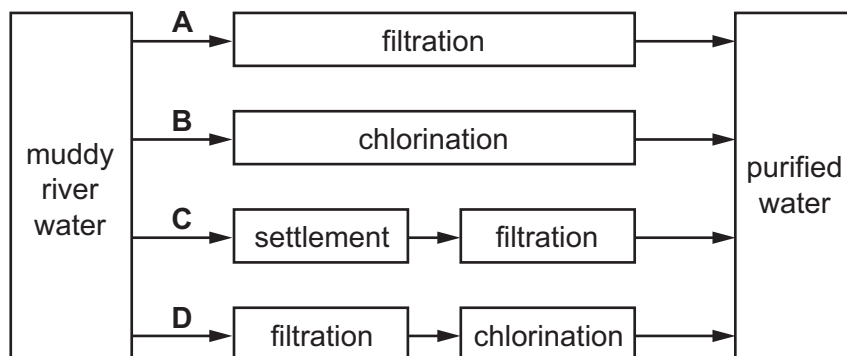 muddy
river
water
A
filtration
B
chlorination
C
settlement
filtration
D
filtration
chlorination
purified
water